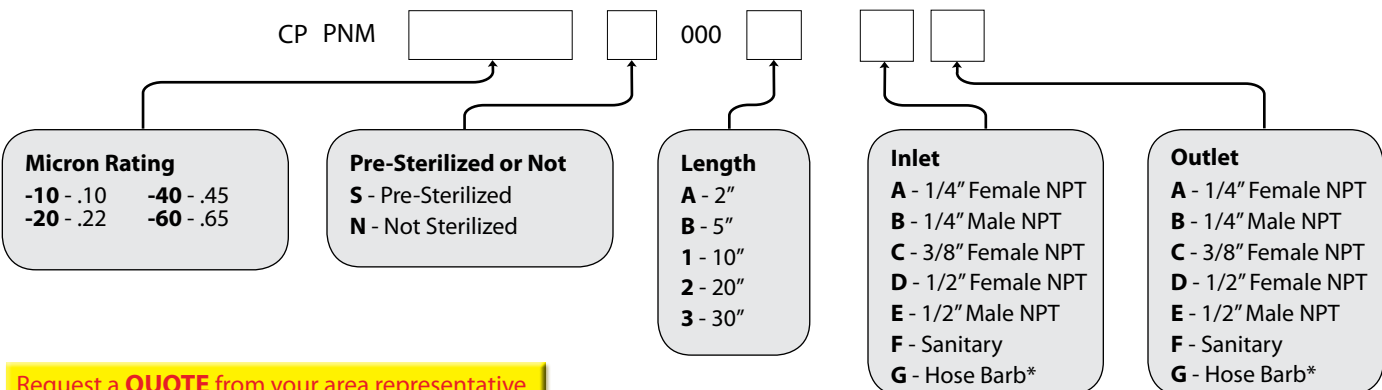 CP PNM 000
Micron Rating
-10 - .10 -40 - .45
-20 - .22 -60 - .65
Pre-Sterilized or Not
S - Pre-Sterilized
N - Not Sterilized
Length
A - 2”
B - 5”
1 - 10”
2 - 20”
3 - 30”
Inlet
A - 1/4” Female NPT
B - 1/4” Male NPT
C - 3/8” Female NPT
D - 1/2” Female NPT
E - 1/2” Male NPT
F - Sanitary
G - Hose Barb*
Outlet
A - 1/4” Female NPT
B - 1/4” Male NPT
C - 3/8” Female NPT
D - 1/2” Female NPT
E - 1/2” Male NPT
F - Sanitary
G - Hose Barb*
Request a QUOTE from your area representative